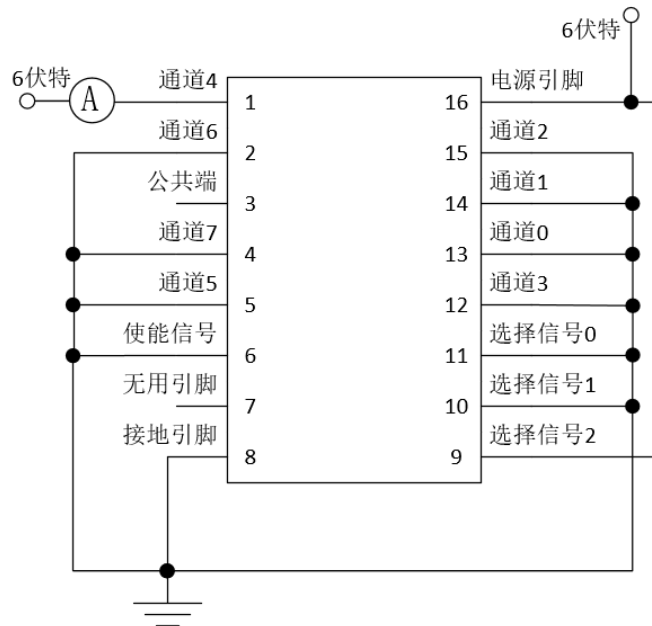 6伏特
6伏特
A
通道4
1
16
电源引脚
通道6
2
15
通道2
公共端
3
14
通道1
通道7
4
13
通道0
通道5
5
12
通道3
使能信号
6
11
选择信号0
无用引脚
7
10
选择信号1
接地引脚
8
9
选择信号2